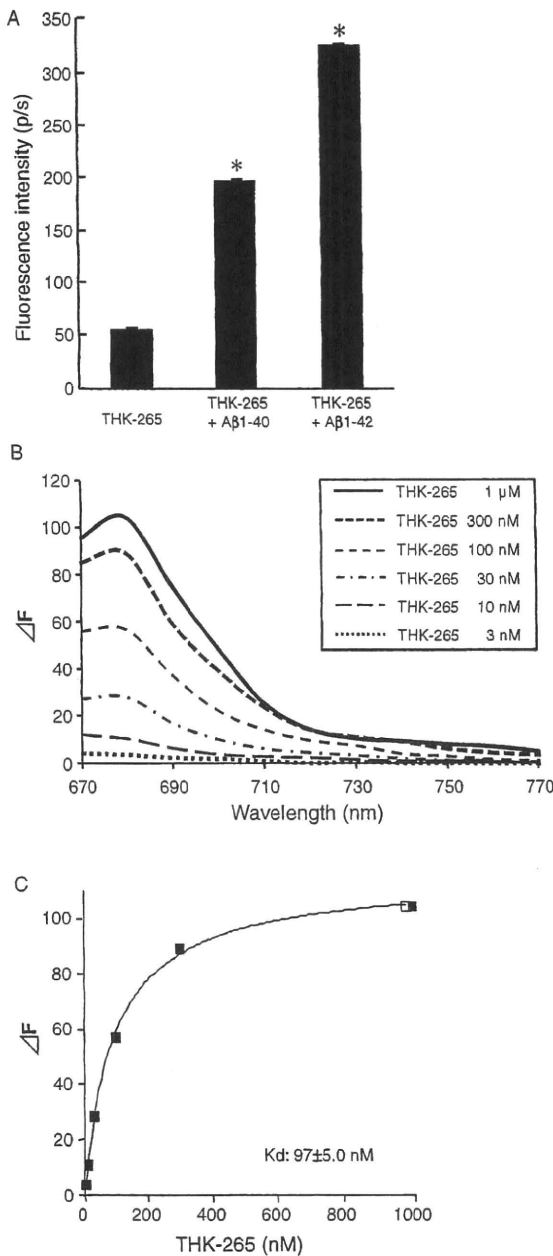 A
Fluorescence intensity (p/s)
350
300
250
200
150
100
50
0
*
*
THK-265
THK-265
+ Aβ1-40
THK-265
+ Aβ1-42
B
⊿F
120
100
80
60
40
20
0
THK-265 1 μM
THK-265 300 nM
THK-265 100 nM
THK-265 30 nM
THK-265 10 nM
THK-265 3 nM
670 690 710 730 750 770
Wavelength (nm)
C
⊿F
100
80
60
40
20
0
Kd: 97±5.0 nM
0 200 400 600 800 1000
THK-265 (nM)